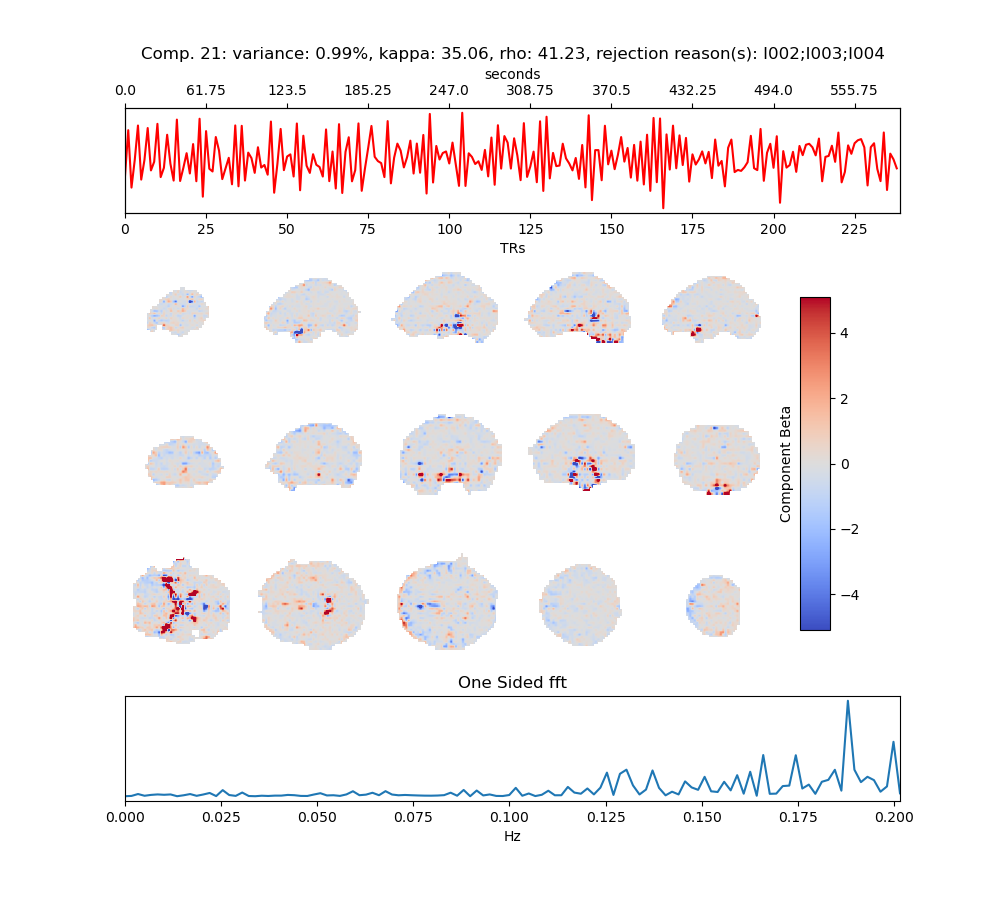 Comp. 21: variance: 0.99%, kappa: 35.06, rho: 41.23, rejection reason(s): I002;I003;I004
seconds
0.0 61.75 123.5 185.25 247.0 308.75 370.5 432.25 494.0 555.75
0 25 50 75 100 125 150 175 200 225
TRs
4
2
0
−2
−4
Component Beta
One Sided fft
0.000 0.025 0.050 0.075 0.100 0.125 0.150 0.175 0.200
Hz